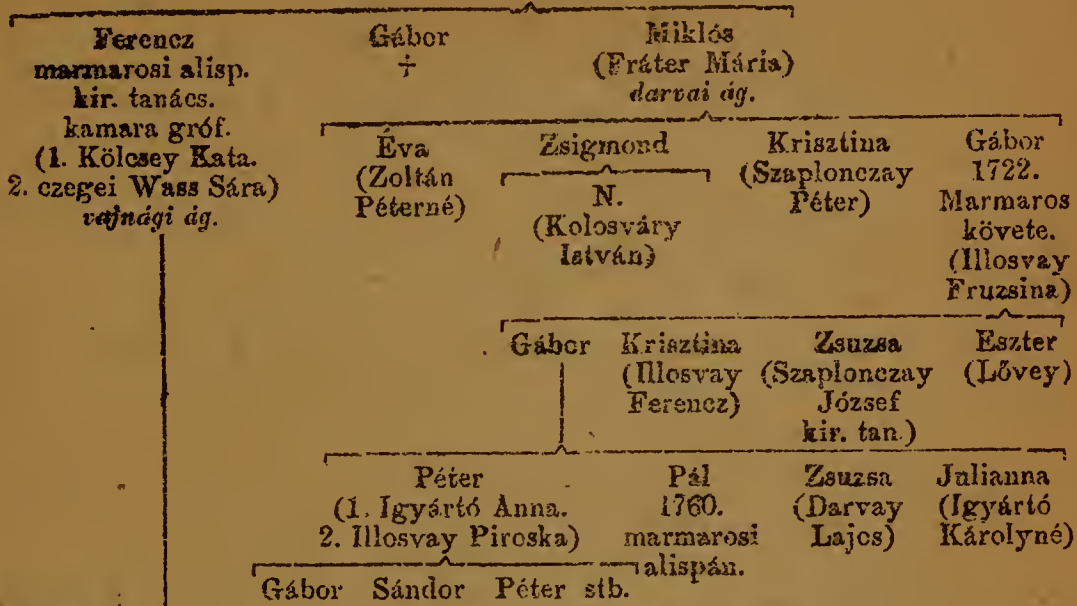 Ferencz
marmarosi alisp.
kir. tanács.
kamara gróf.
(1. Kölcsey Kata.
2. czegei Wass Sára)
vajnági ág.
Gábor
†
Miklós
(Fráter Mária)
darvai ág.
Éva
(Zoltán
Péterné)
Zsigmond
N.
(Kolosváry
István)
Krisztina
(Szaplonczay
Péter)
Gábor
1722.
Marmaros
követe.
(Illosvay
Fruzsina)
Gábor
Krisztina
(Illosvay
Ferencz)
Zsuzsa
(Szaplonczay
József
kir. tan.)
Eszter
(Lővey)
Péter
(1. Igyártó Anna.
2. Illosvay Piroska)
Pál
1760.
marmarosi
alispán.
Zsuzsa
(Darvay
Lajos)
Julianna
(Igyártó
Károlyné)
Gábor Sándor Péter stb.